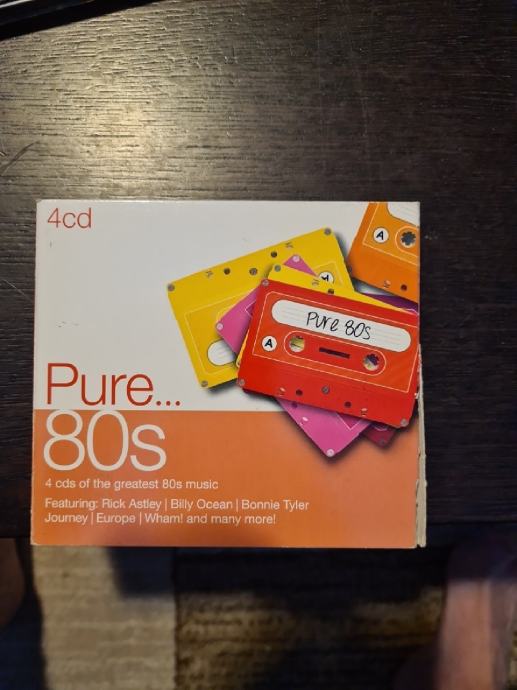 4cd
A
Pure 80s
A
Pure...
80s
4 cds of the greatest 80s music
Featuring: Rick Astley | Billy Ocean | Bonnie Tyler
Journey | Europe | Wham! and many more!